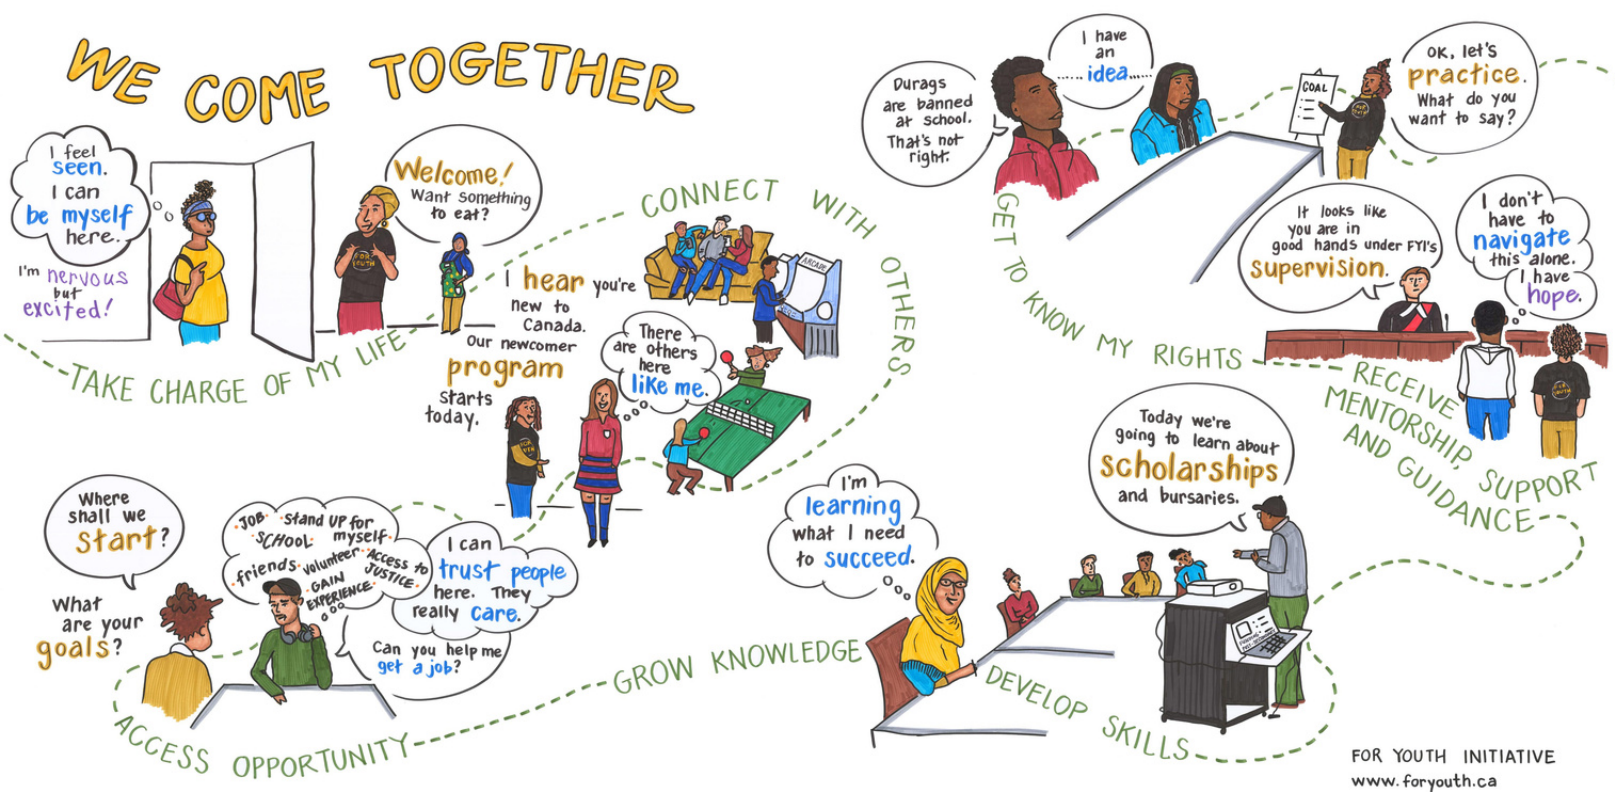 WE COME TOGETHER
I feel
seen.
I can
be myself
here.
I'm nervous
but
excited!
Welcome!
Want something
to eat?
FOR
YOUTH
TAKE CHARGE OF MY LIFE
I hear you're
new to
Canada.
Our newcomer
program
starts
today.
FOR
YOUTH
There
are others
here
like me.
CONNECT WITH OTHERS
ARCADE
Where
shall we
start?
What
are your
goals?
JOB. Stand UP for
SCHOOL. myself.
friends. Volunteer. Access to
JUSTICE.
GAIN
EXPERIENCE.
I can
trust people
here. They
really care.
Can you help me
get a job?
ACCESS OPPORTUNITY
GROW KNOWLEDGE
I'm
learning
what I need
to succeed.
Today we're
going to learn about
scholarships
and bursaries.
DEVELOP SKILLS
Durags
are banned
at school.
That's not
right.
I have
an
...... idea...
GOAL
OK, let's
practice.
What do you
want to say?
FOR
YOUTH
GET TO KNOW MY RIGHTS
It looks like
you are in
good hands under FYI's
supervision.
I don't
have to
navigate
this alone.
I have
hope.
FOR
YOUTH
RECEIVE
MENTORSHIP, SUPPORT
AND GUIDANCE
FOR YOUTH INITIATIVE
www.foryouth.ca